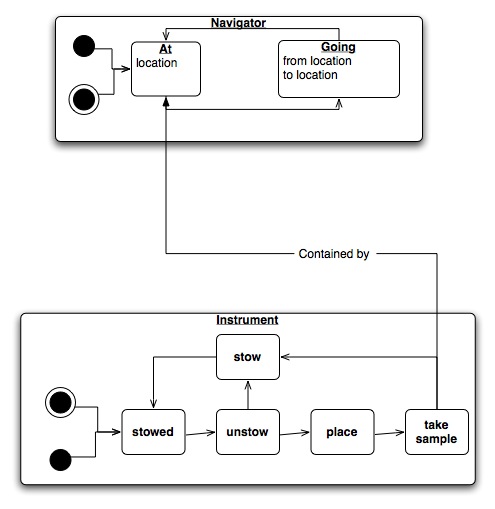 Navigator
At
location
Going
from location
to location
Contained by
Instrument
stow
stowed
unstow
place
take
sample